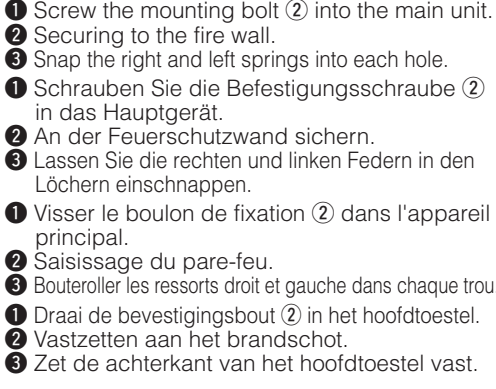 ❶ Screw the mounting bolt ② into the main unit.
❷ Securing to the fire wall.
❸ Snap the right and left springs into each hole.
❶ Schrauben Sie die Befestigungsschraube ②
in das Hauptgerät.
❷ An der Feuerschutzwand sichern.
❸ Lassen Sie die rechten und linken Federn in den
Löchern einschnappen.
❶ Visser le boulon de fixation ② dans l'appareil
principal.
❷ Saisissage du pare-feu.
❸ Bouteroller les ressorts droit et gauche dans chaque trou
❶ Draai de bevestigingsbout ② in het hoofdtoestel.
❷ Vastzetten aan het brandschot.
❸ Zet de achterkant van het hoofdtoestel vast.